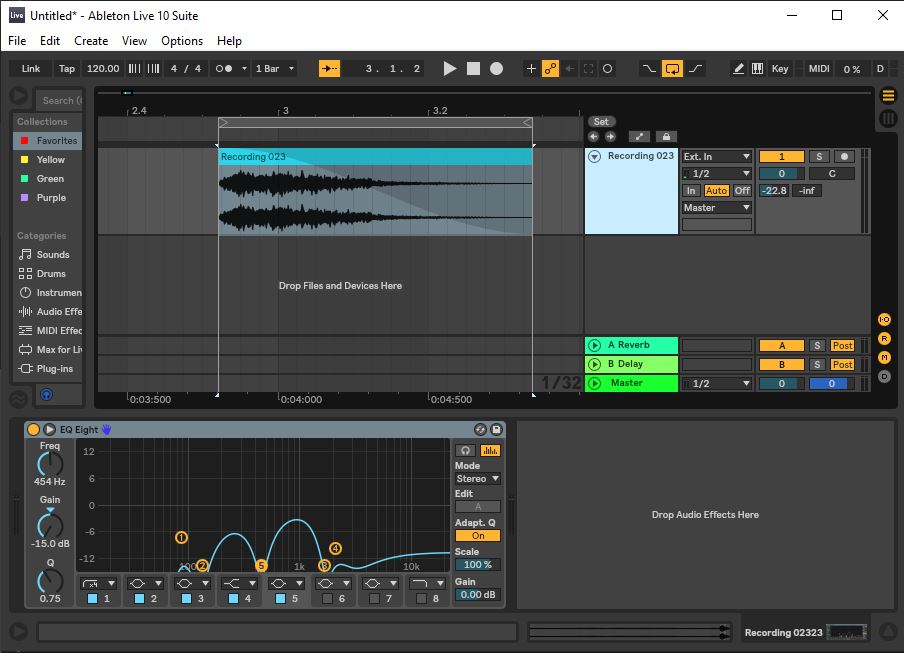 Live Untitled* - Ableton Live 10 Suite
File Edit Create View Options Help
Link Tap 120.00 4 / 4 1 Bar 3. 1. 2 Key MIDI 0 % D
Search (
2.4 3 3.2
Collections
Favorites
Yellow
Green
Purple
Categories
Sounds
Drums
Instrumen
Audio Effe
MIDI Effec
Max for Liv
Plug-ins
Set
Recording 023
Drop Files and Devices Here
1/32
0:03:500 0:04:000 0:04:500
Recording 023 Ext. In 1 S
1/2 0 C
In Auto Off -22.8 -inf
Master
A Reverb A S Post
B Delay B S Post
Master 1/2 0 0
I·O
R
M
D
EQ Eight
Freq
454 Hz
Gain
-15.0 dB
Q
0.75
12
6
0
-6
-12
1
2
5
4
100 1k 10k
Mode
Stereo
Edit
A
Adapt. Q
On
Scale
100 %
Gain
0.00 dB
x4
1 2 3 4 5 6 7 8
Drop Audio Effects Here
Recording 02323